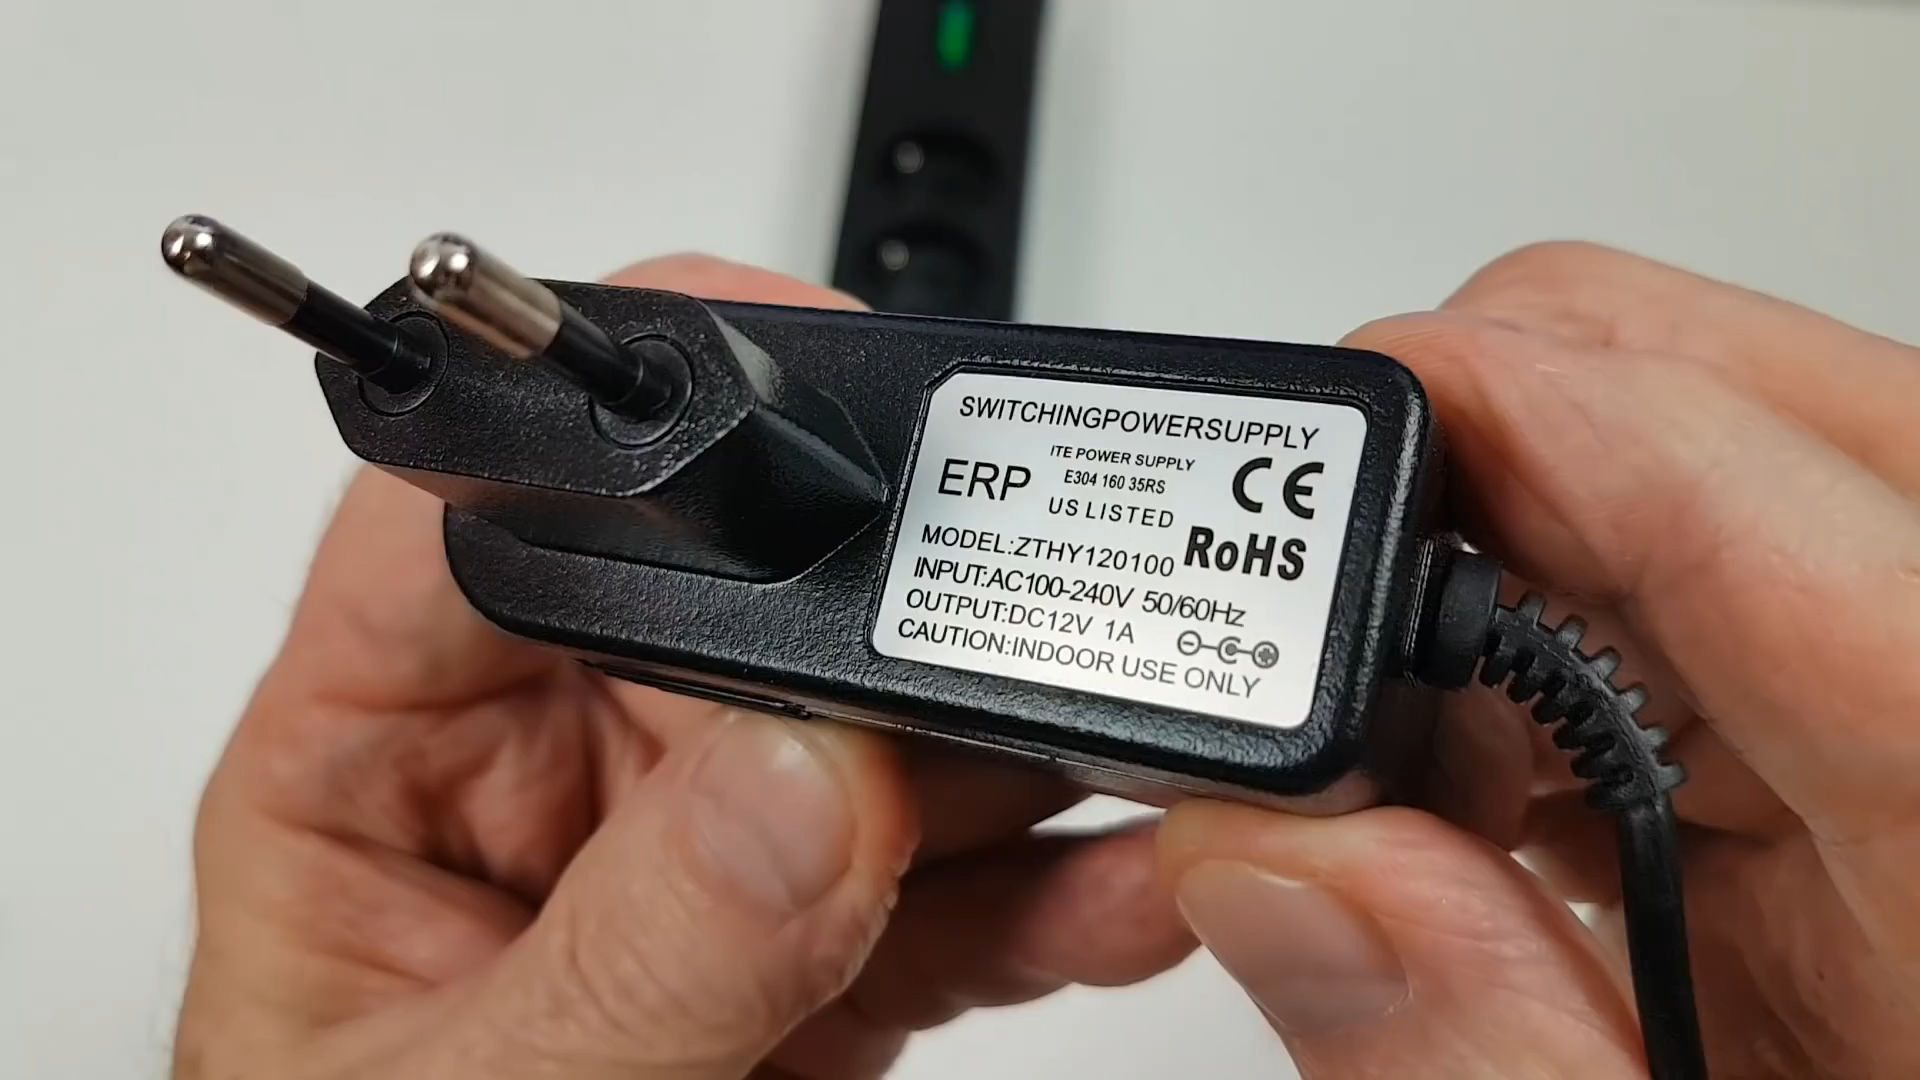 SWITCHINGPOWERSUPPLY
ITE POWER SUPPLY
ERP
E304 160 35RS
CE
US LISTED
MODEL:ZTHY120100
RoHS
INPUT:AC100-240V 50/60Hz
OUTPUT:DC12V 1A
CAUTION:INDOOR USE ONLY